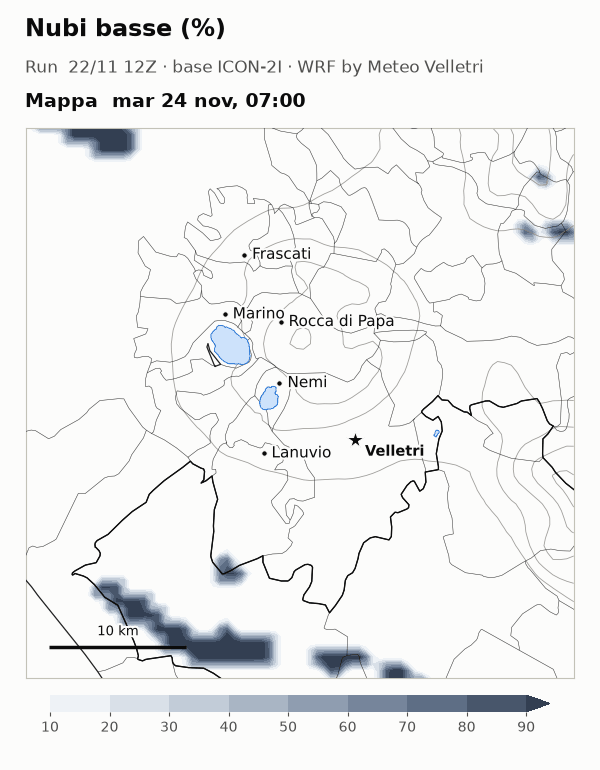 Nubi basse (%)
Run  22/11 12Z · base ICON-2I · WRF by Meteo Velletri
Mappa  mar 24 nov, 07:00
Frascati
Marino
Rocca di Papa
Nemi
Velletri
Lanuvio
10 km
10 20 30 40 50 60 70 80 90